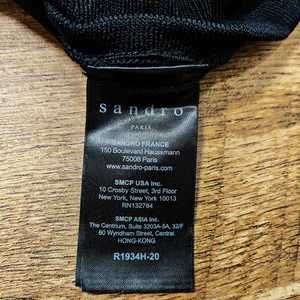 sandro
PARIS
SANDRO FRANCE
150 Boulevard Haussmann
75008 Paris
www.sandro-paris.com
SMCP USA Inc.
10 Crosby Street, 3rd Floor
New York, New York 10013
RN132784
SMCP ASIA Inc.
The Centrium, Suite 3203A-5A, 32/F
60 Wyndham Street, Central
HONG-KONG
R1934H-20